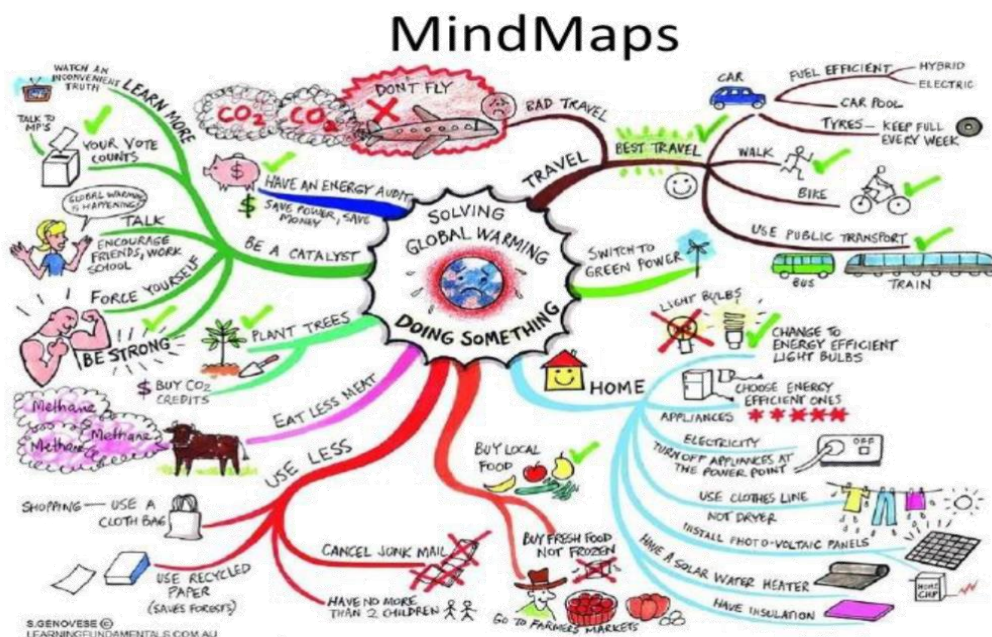 MindMaps
WATCH AN
INCONVENIENT
TRUTH
LEARN MORE
TALK TO
MP'S
YOUR VOTE
COUNTS
GLOBAL WARMING
IS HAPPENING!
TALK
ENCOURAGE
FRIENDS, WORK
SCHOOL
FORCE YOURSELF
BE STRONG
BE A CATALYST
CO2
CO2
DON'T FLY
BAD TRAVEL
TRAVEL
BEST TRAVEL
CAR
FUEL EFFICIENT
HYBRID
ELECTRIC
CAR POOL
TYRES — KEEP FULL
EVERY WEEK
WALK
BIKE
USE PUBLIC TRANSPORT
BUS
TRAIN
HAVE AN ENERGY AUDIT
$ SAVE POWER, SAVE
MONEY
SOLVING
GLOBAL WARMING
DOING SOMETHING
SWITCH TO
GREEN POWER
PLANT TREES
$ BUY CO2
CREDITS
EAT LESS MEAT
Methane
Methane
Methane
USE LESS
SHOPPING — USE A
CLOTH BAG
USE RECYCLED
PAPER
(SAVES FORESTS)
CANCEL JUNK MAIL
HAVE NO MORE
THAN 2 CHILDREN
BUY LOCAL
FOOD
BUY FRESH FOOD
NOT FROZEN
GO TO FARMERS MARKETS
HOME
LIGHT BULBS
CHANGE TO
ENERGY EFFICIENT
LIGHT BULBS
CHOOSE ENERGY
EFFICIENT ONES
APPLIANCES
ELECTRICITY
TURN OFF APPLIANCES AT
THE POWER POINT
OFF
USE CLOTHES LINE
NOT DRYER
INSTALL PHOTO-VOLTAIC PANELS
HAVE A SOLAR WATER HEATER
HAVE INSULATION
S.GENOVESE ©
LEARNINGFUNDAMENTALS.COM.AU